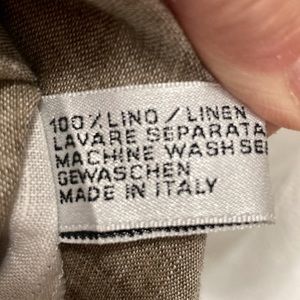 100% LINO / LINEN
LAVARE SEPARATA
MACHINE WASH SE
GEWASCHEN
MADE IN ITALY